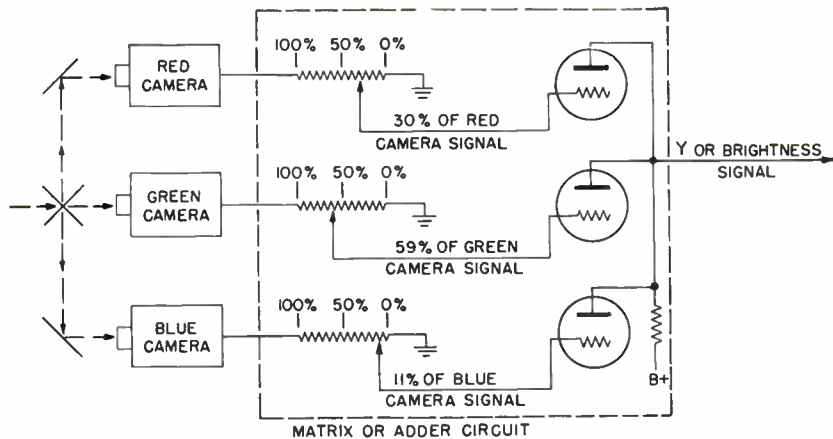 100% 50% 0%
RED
CAMERA
30% OF RED
CAMERA SIGNAL
100% 50% 0%
GREEN
CAMERA
59% OF GREEN
CAMERA SIGNAL
Y OR BRIGHTNESS
SIGNAL
100% 50% 0%
BLUE
CAMERA
11% OF BLUE
CAMERA SIGNAL
B+
MATRIX OR ADDER CIRCUIT